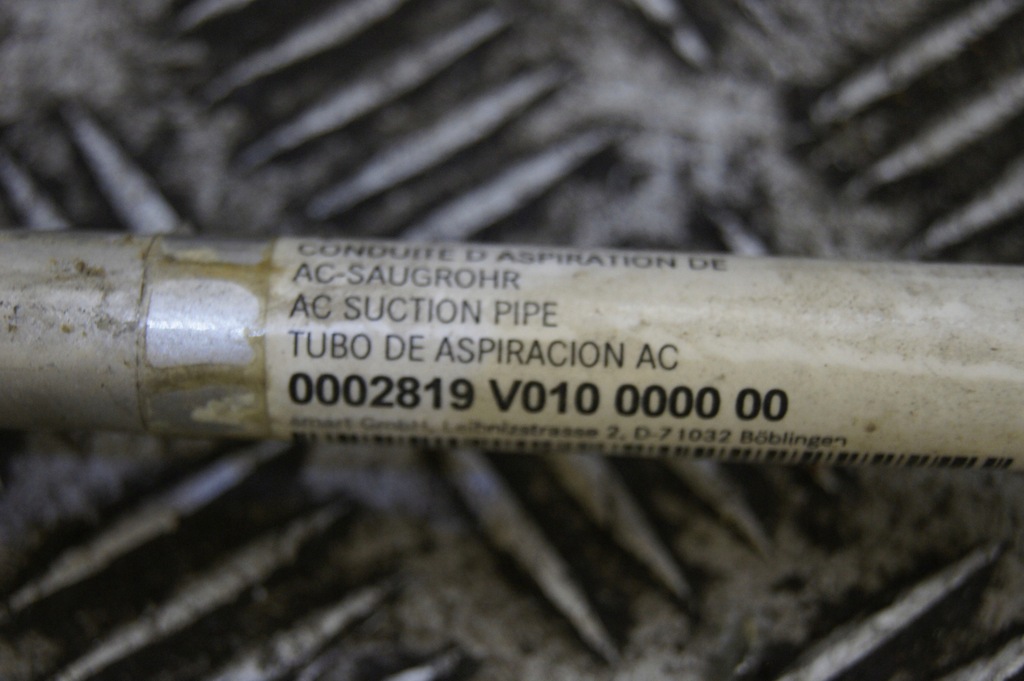 CONDUITE D'ASPIRATION DE
AC-SAUGROHR
AC SUCTION PIPE
TUBO DE ASPIRACION AC
0002819 V010 0000 00
smart GmbH, Leibnizstrasse 2, D-71032 Böblingen